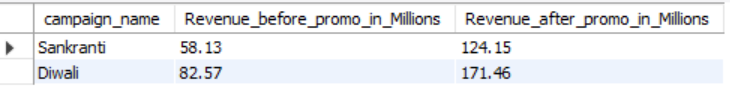 campaign_name Revenue_before_promo_in_Millions Revenue_after_promo_in_Millions
Sankranti 58.13 124.15
Diwali 82.57 171.46